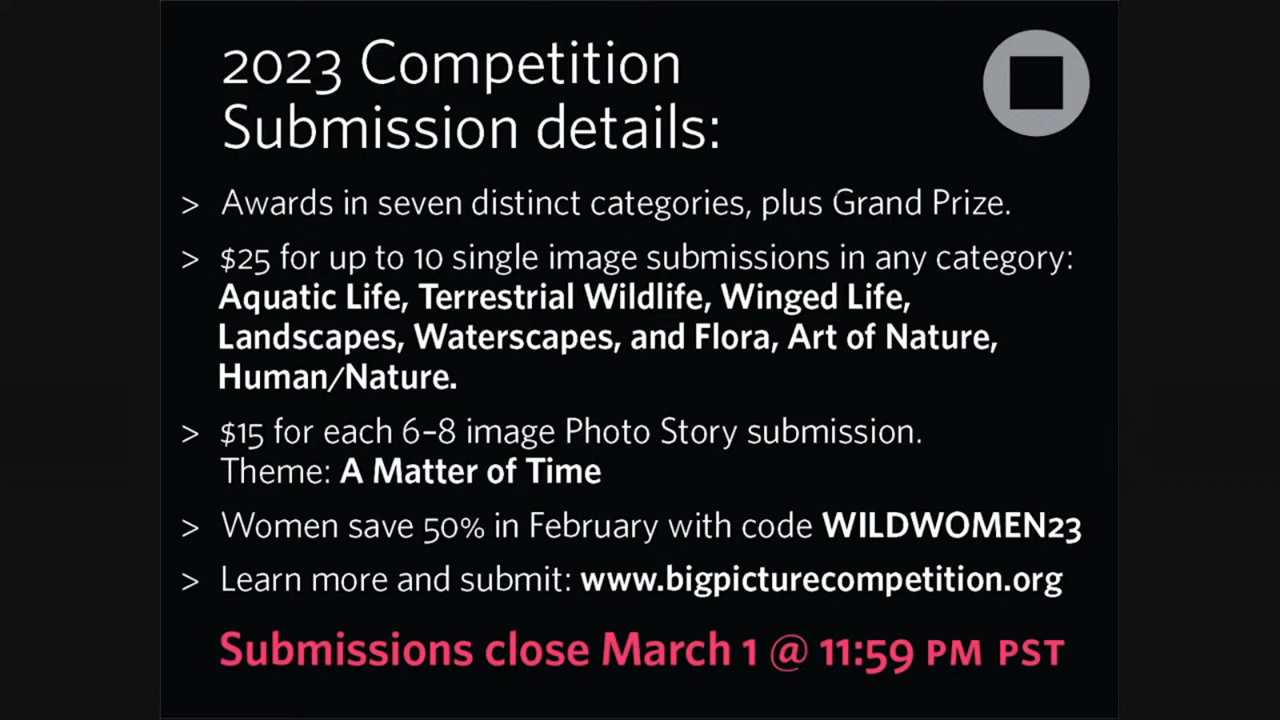 2023 Competition
Submission details:
> Awards in seven distinct categories, plus Grand Prize.
> $25 for up to 10 single image submissions in any category:
Aquatic Life, Terrestrial Wildlife, Winged Life,
Landscapes, Waterscapes, and Flora, Art of Nature,
Human/Nature.
> $15 for each 6–8 image Photo Story submission.
Theme: A Matter of Time
> Women save 50% in February with code WILDWOMEN23
> Learn more and submit: www.bigpicturecompetition.org
Submissions close March 1 @ 11:59 PM PST